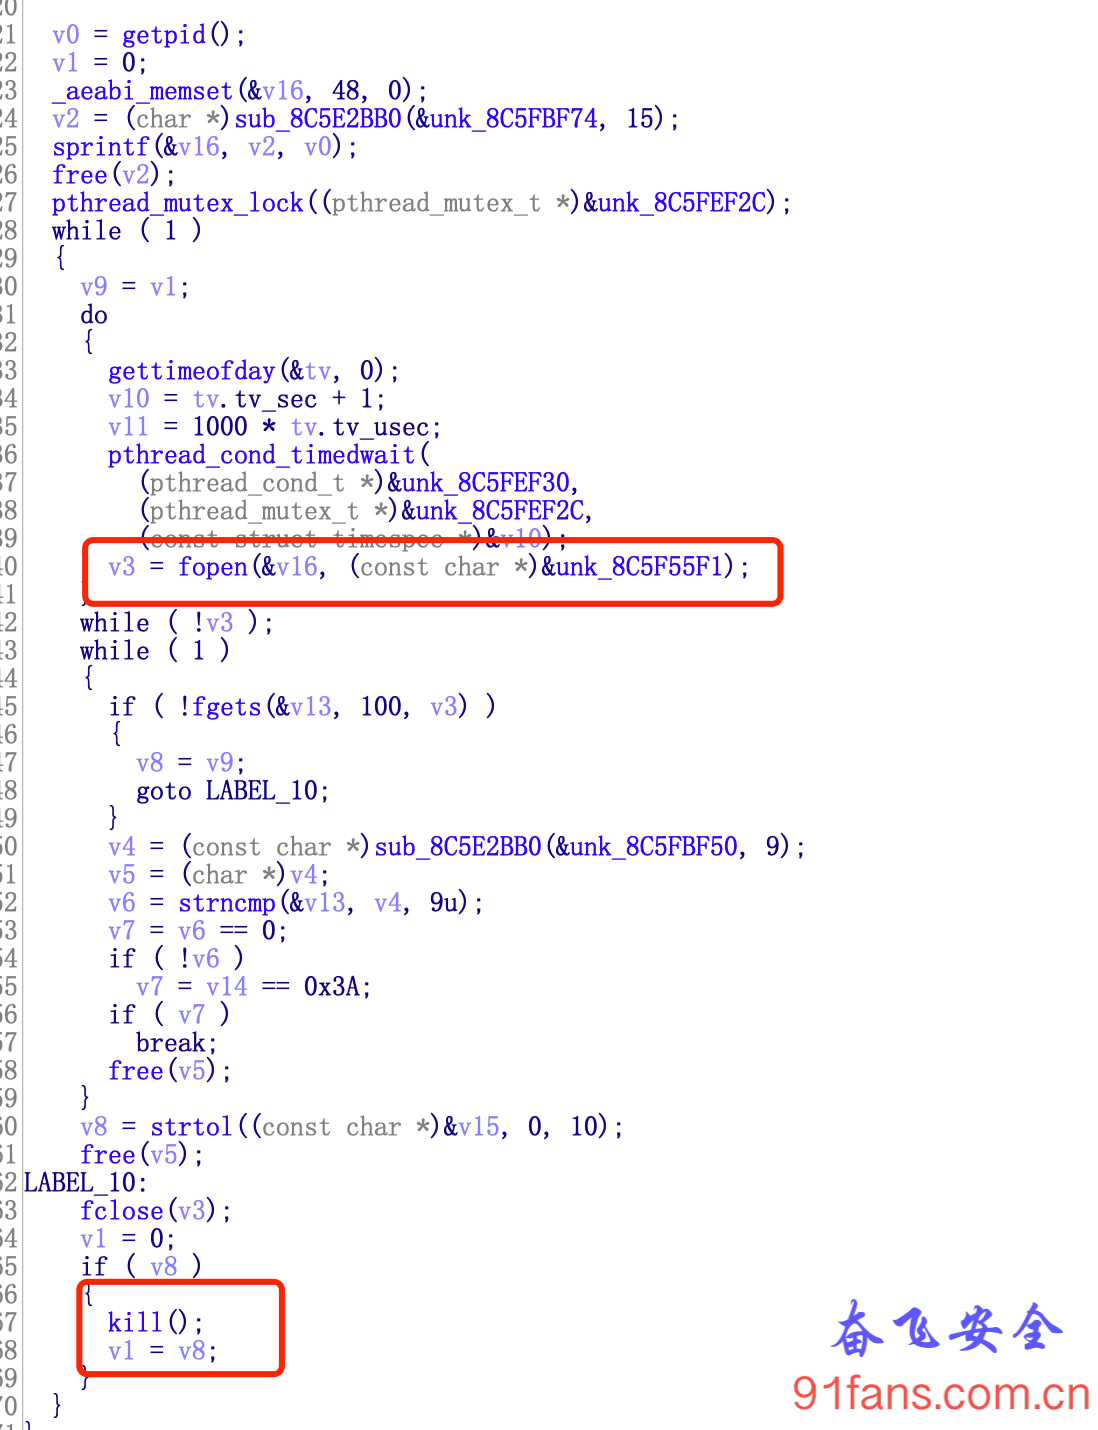 20
21 v0 = getpid();
22 v1 = 0;
23 _aeabi_memset(&v16, 48, 0);
24 v2 = (char *)sub_8C5E2BB0(&unk_8C5FBF74, 15);
25 sprintf(&v16, v2, v0);
26 free(v2);
27 pthread_mutex_lock((pthread_mutex_t *)&unk_8C5FEF2C);
28 while ( 1 )
29 {
30 v9 = v1;
31 do
32 {
33 gettimeofday(&tv, 0);
34 v10 = tv.tv_sec + 1;
35 v11 = 1000 * tv.tv_usec;
36 pthread_cond_timedwait(
37 (pthread_cond_t *)&unk_8C5FEF30,
38 (pthread_mutex_t *)&unk_8C5FEF2C,
39 (const struct timespec *)&v10);
40 v3 = fopen(&v16, (const char *)&unk_8C5F55F1);
41 }
42 while ( !v3 );
43 while ( 1 )
44 {
45 if ( !fgets(&v13, 100, v3) )
46 {
47 v8 = v9;
48 goto LABEL_10;
49 }
50 v4 = (const char *)sub_8C5E2BB0(&unk_8C5FBF50, 9);
51 v5 = (char *)v4;
52 v6 = strncmp(&v13, v4, 9u);
53 v7 = v6 == 0;
54 if ( !v6 )
55 v7 = v14 == 0x3A;
56 if ( v7 )
57 break;
58 free(v5);
59 }
60 v8 = strtol((const char *)&v15, 0, 10);
61 free(v5);
62 LABEL_10:
63 fclose(v3);
64 v1 = 0;
65 if ( v8 )
66 {
67 kill();
68 v1 = v8;
69 }
70 }
71 }
奋飞安全
91fans.com.cn